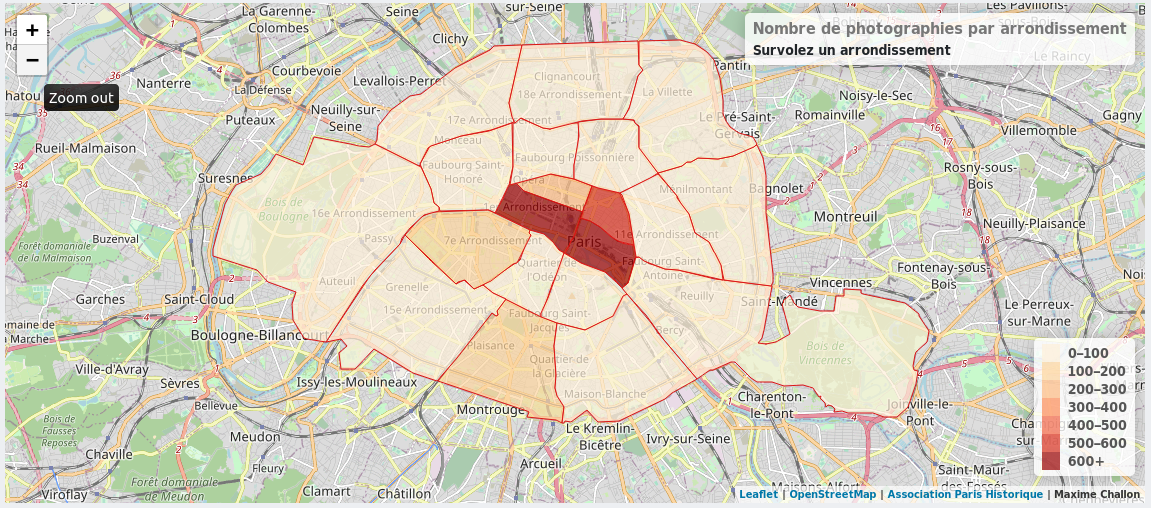 +
−
Zoom out
Nombre de photographies par arrondissement
Survolez un arrondissement
La Garenne-
Colombes
Seine
sur-Seine
Les Pavillons-
sous-Bois
Clichy
Pantin
Le Raincy
Nanterre
Courbevoie
La Défense
Levallois-Perret
Clignancourt
18e Arrondissement
La Villette
Noisy-le-Sec
Romainville
Gagny
Puteaux
Neuilly-sur-
Seine
17e Arrondissement
Monceau
Le Pré-Saint-
Gervais
Villemomble
Rueil-Malmaison
Faubourg Saint-
Honoré
Faubourg Poissonnière
Opéra
Rosny-sous-
Bois
Suresnes
Ménilmontant
Bagnolet
Bois de
Boulogne
16e Arrondissement
1er Arrondissement
Montreuil
Neuilly-Plaisance
Buzenval
Forêt domaniale
de la Malmaison
Passy
7e Arrondissement
Paris
11e Arrondissement
Quartier de
l'Odéon
Faubourg Saint-
Antoine
Fontenay-sous-
Bois
Auteuil
Grenelle
Reuilly
Vincennes
Garches
Saint-Cloud
Saint-Mandé
15e Arrondissement
Faubourg Saint-
Jacques
Bercy
Le Perreux-
sur-Marne
Boulogne-Billancourt
Plaisance
Bois de
Vincennes
Quartier de
la Glacière
Ville-d'Avray
Sèvres
Issy-les-Moulineaux
Maison-Blanche
Bellevue
Montrouge
Charenton-
le-Pont
Joinville-le-
Pont
Bois de
Fausses
Reposes
Meudon
Le Kremlin-
Bicêtre
Ivry-sur-Seine
Chaville
Arcueil
Fleury
Forêt domaniale
de Meudon
Saint-Maur-
des-Fossés
Viroflay
Clamart
Châtillon
Maisons-Alfort
0–100
100–200
200–300
300–400
400–500
500–600
600+
Leaflet | OpenStreetMap | Association Paris Historique | Maxime Challon